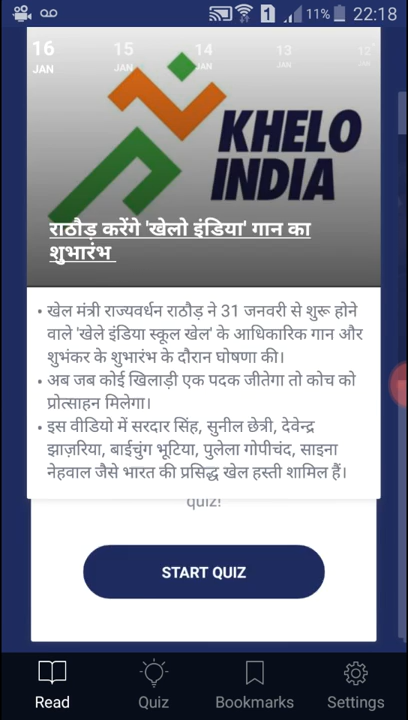 11% 22:18
16 15 14 13 12
JAN JAN JAN JAN JAN
KHELO
INDIA
राठौड़ करेंगे 'खेलो इंडिया' गान का
शुभारंभ
• खेल मंत्री राज्यवर्धन राठौड़ ने 31 जनवरी से शुरू होने
वाले 'खेले इंडिया स्कूल खेल' के आधिकारिक गान और
शुभंकर के शुभारंभ के दौरान घोषणा की।
• अब जब कोई खिलाड़ी एक पदक जीतेगा तो कोच को
प्रोत्साहन मिलेगा।
• इस वीडियो में सरदार सिंह, सुनील छेत्री, देवेन्द्र
झाज़रिया, बाईचुंग भूटिया, पुलेला गोपीचंद, साइना
नेहवाल जैसे भारत की प्रसिद्ध खेल हस्ती शामिल हैं।
quiz!
START QUIZ
Read Quiz Bookmarks Settings